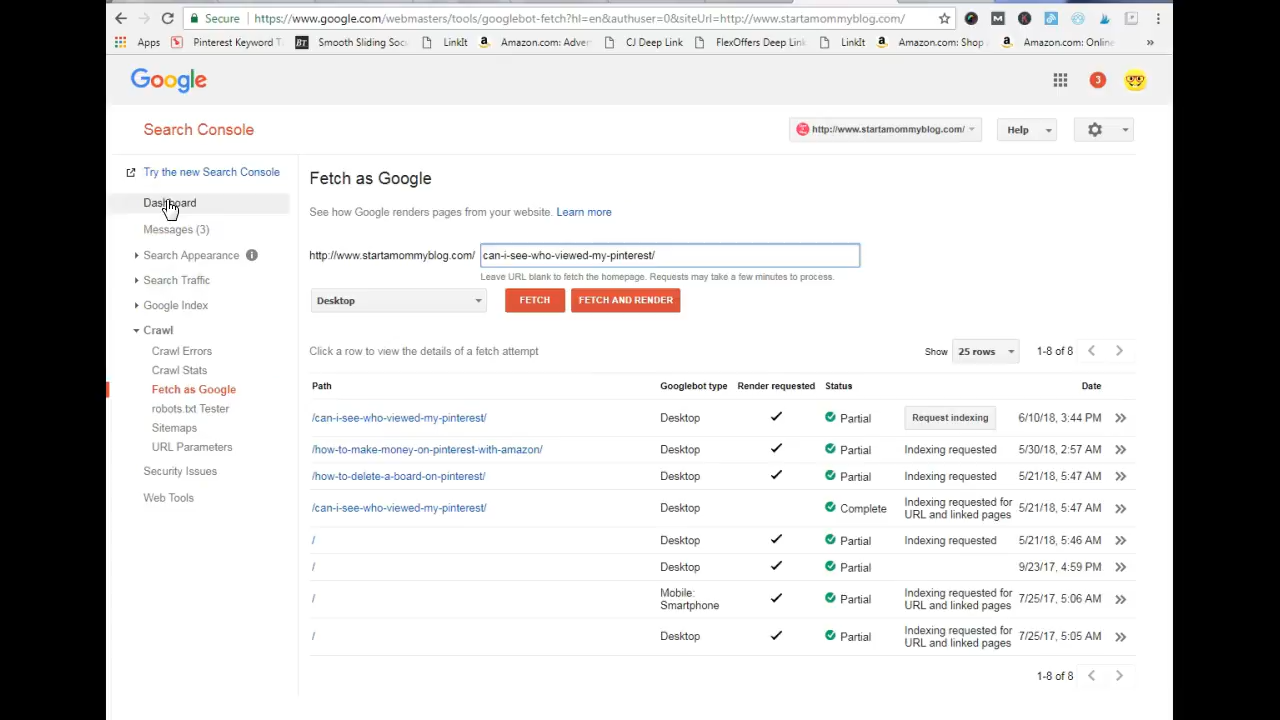 Secure https://www.google.com/webmasters/tools/googlebot-fetch?hl=en&authuser=0&siteUrl=http://www.startamommyblog.com/
Apps Pinterest Keyword T Smooth Sliding Soc LinkIt Amazon.com: Adver CJ Deep Link FlexOffers Deep Link LinkIt Amazon.com: Shop Amazon.com: Online »
Google 3
Search Console http://www.startamommyblog.com/ Help
Try the new Search Console
Dashboard
Messages (3)
Search Appearance
Search Traffic
Google Index
Crawl
Crawl Errors
Crawl Stats
Fetch as Google
robots.txt Tester
Sitemaps
URL Parameters
Security Issues
Web Tools
Fetch as Google
See how Google renders pages from your website. Learn more
http://www.startamommyblog.com/ can-i-see-who-viewed-my-pinterest/
Leave URL blank to fetch the homepage. Requests may take a few minutes to process.
Desktop FETCH FETCH AND RENDER
Click a row to view the details of a fetch attempt Show 25 rows 1-8 of 8
Path Googlebot type Render requested Status Date
/can-i-see-who-viewed-my-pinterest/ Desktop ✓ Partial Request indexing 6/10/18, 3:44 PM »
/how-to-make-money-on-pinterest-with-amazon/ Desktop ✓ Partial Indexing requested 5/30/18, 2:57 AM »
/how-to-delete-a-board-on-pinterest/ Desktop ✓ Partial Indexing requested 5/21/18, 5:47 AM »
/can-i-see-who-viewed-my-pinterest/ Desktop Complete Indexing requested for URL and linked pages 5/21/18, 5:47 AM »
/ Desktop ✓ Partial Indexing requested 5/21/18, 5:46 AM »
/ Desktop ✓ Partial 9/23/17, 4:59 PM »
/ Mobile: Smartphone ✓ Partial Indexing requested for URL and linked pages 7/25/17, 5:06 AM »
/ Desktop ✓ Partial Indexing requested for URL and linked pages 7/25/17, 5:05 AM »
1-8 of 8